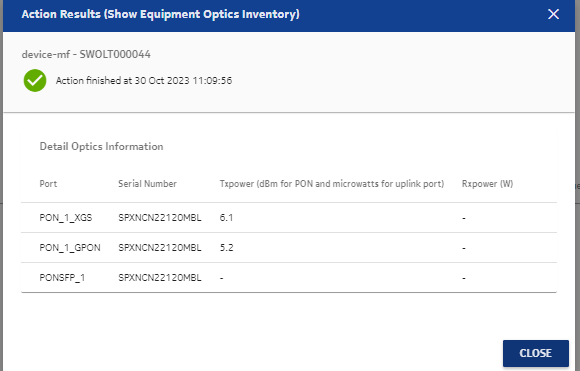 Action Results (Show Equipment Optics Inventory)
device-mf - SWOLT000044
Action finished at 30 Oct 2023 11:09:56
Detail Optics Information
Port Serial Number Txpower (dBm for PON and microwatts for uplink port) Rxpower (W)
PON_1_XGS SPXNCN22120MBL 6.1 -
PON_1_GPON SPXNCN22120MBL 5.2 -
PONSFP_1 SPXNCN22120MBL - -
CLOSE